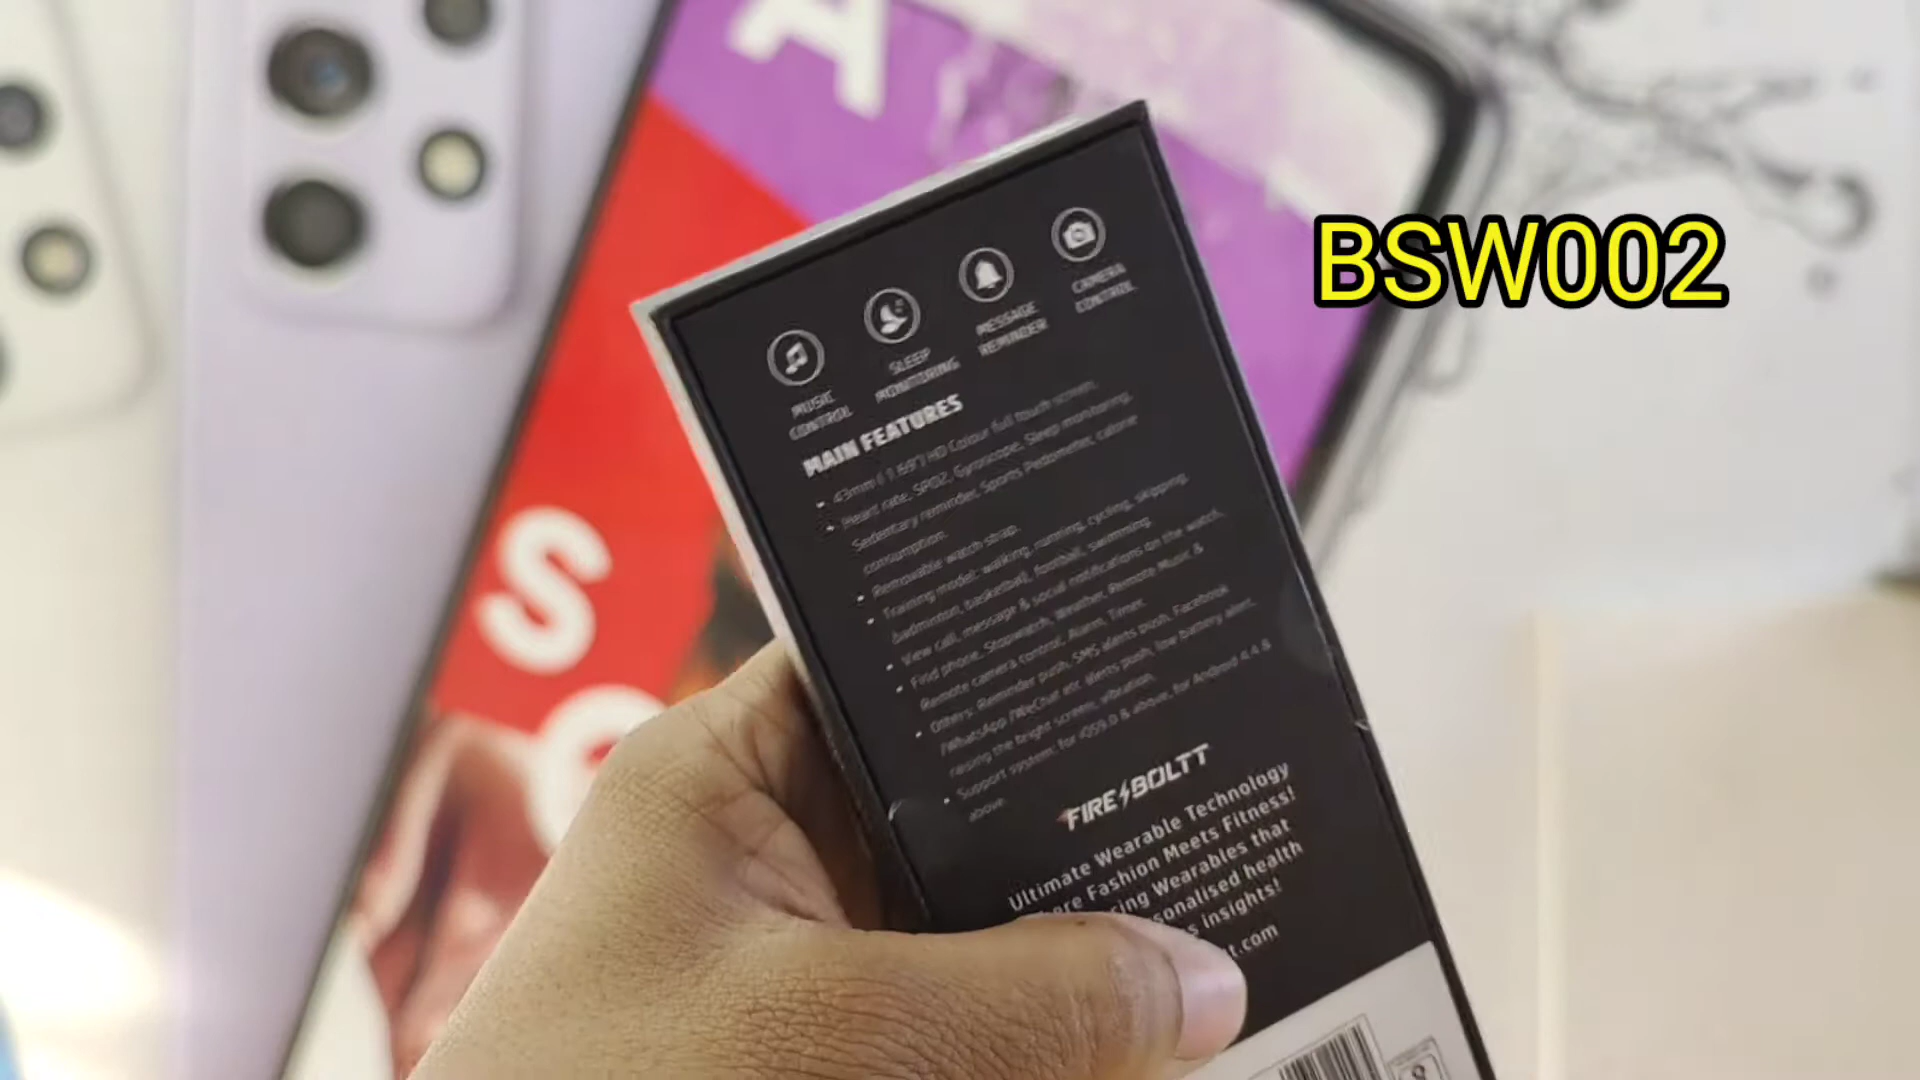 A
BSW002
MUSIC CONTROL
SLEEP MONITORING
MESSAGE REMINDER
CAMERA CONTROL
MAIN FEATURES
• 43mm (1.69") HD Colour full touch screen.
• Heart rate, SPO2, Gyroscope, Sleep monitoring,
Sedentary reminder, Sports Pedometer, calorie
consumption.
• Removable watch strap.
• Training model: walking, running, cycling, skipping,
badminton, basketball, football, swimming
• View call, message & social notifications on the watch.
• Find phone, Stopwatch, Weather, Remote Music &
Remote camera control, Alarm, Timer.
• Others: Reminder push, SMS alerts push, Facebook
/WhatsApp /WeChat etc alerts push, low battery alert,
raising the bright screen, vibration.
• Support system: for iOS9.0 & above, for Android 4.4 &
above
FIRE BOLTT
Ultimate Wearable Technology
ere Fashion Meets Fitness!
cing Wearables that
sonalised health
s insights!
t.com
S